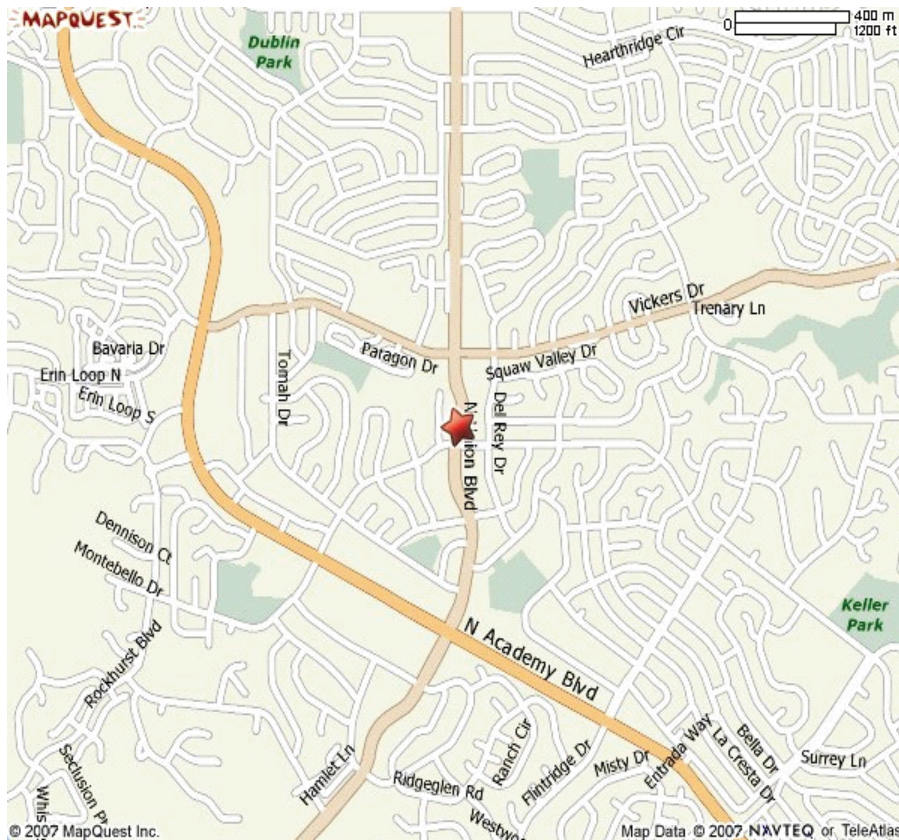 MAPQUEST.
0
400 m
1200 ft
Dublin
Park
Hearthridge Cir
Vickers Dr
Trenary Ln
Bavaria Dr
Paragon Dr
Squaw Valley Dr
Erin Loop N
Erin Loop S
Tomah Dr
Del Rey Dr
Blvd
Dennison Ct
Montebello Dr
Keller
Park
N Academy Blvd
Rockhurst Blvd
Seclusion
Hamlet Ln
Ridgeglen Rd
Ranch Cir
Flintridge Dr
Misty Dr
Entrada Way
La Cresta Dr
Bella Dr
Surrey Ln
Whis
Westwo
© 2007 MapQuest Inc.
Map Data © 2007 NAVTEQ or TeleAtlas